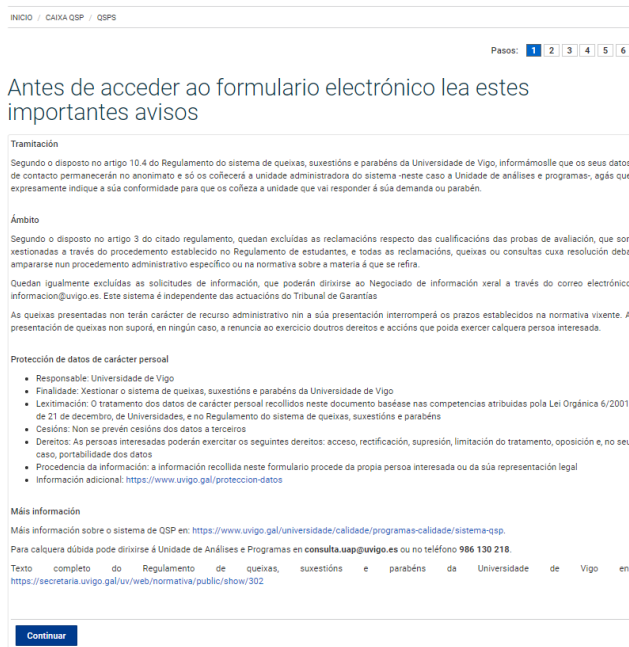 INICIO / CAIXA QSP / QSPS
Pasos: 1 2 3 4 5 6
Antes de acceder ao formulario electrónico lea estes
importantes avisos
Tramitación
Segundo o disposto no artigo 10.4 do Regulamento do sistema de queixas, suxestións e parabéns da Universidade de Vigo, informámoslle que os seus datos
de contacto permanecerán no anonimato e só os coñecerá a unidade administradora do sistema -neste caso a Unidade de análises e programas-, agás que
expresamente indique a súa conformidade para que os coñeza a unidade que vai responder á súa demanda ou parabén.
Ámbito
Segundo o disposto no artigo 3 do citado regulamento, quedan excluídas as reclamacións respecto das cualificacións das probas de avaliación, que son
xestionadas a través do procedemento establecido no Regulamento de estudantes, e todas as reclamacións, queixas ou consultas cuxa resolución deba
ampararse nun procedemento administrativo específico ou na normativa sobre a materia á que se refira.
Quedan igualmente excluídas as solicitudes de información, que poderán dirixirse ao Negociado de información xeral a través do correo electrónico
informacion@uvigo.es. Este sistema é independente das actuacións do Tribunal de Garantías
As queixas presentadas non terán carácter de recurso administrativo nin a súa presentación interromperá os prazos establecidos na normativa vixente. A
presentación de queixas non suporá, en ningún caso, a renuncia ao exercicio doutros dereitos e accións que poida exercer calquera persoa interesada.
Protección de datos de carácter persoal
• Responsable: Universidade de Vigo
• Finalidade: Xestionar o sistema de queixas, suxestións e parabéns da Universidade de Vigo
• Lexitimación: O tratamento dos datos de carácter persoal recollidos neste documento baséase nas competencias atribuidas pola Lei Orgánica 6/2001,
de 21 de decembro, de Universidades, e no Regulamento do sistema de queixas, suxestións e parabéns
• Cesións: Non se prevén cesións dos datos a terceiros
• Dereitos: As persoas interesadas poderán exercitar os seguintes dereitos: acceso, rectificación, supresión, limitación do tratamento, oposición e, no seu
caso, portabilidade dos datos
• Procedencia da información: a información recollida neste formulario procede da propia persoa interesada ou da súa representación legal
• Información adicional: https://www.uvigo.gal/proteccion-datos
Máis información
Máis información sobre o sistema de QSP en: https://www.uvigo.gal/universidade/calidade/programas-calidade/sistema-qsp.
Para calquera dúbida pode dirixirse á Unidade de Análises e Programas en consulta.uap@uvigo.es ou no teléfono 986 130 218.
Texto completo do Regulamento de queixas, suxestións e parabéns da Universidade de Vigo en:
https://secretaria.uvigo.gal/uv/web/normativa/public/show/302
Continuar